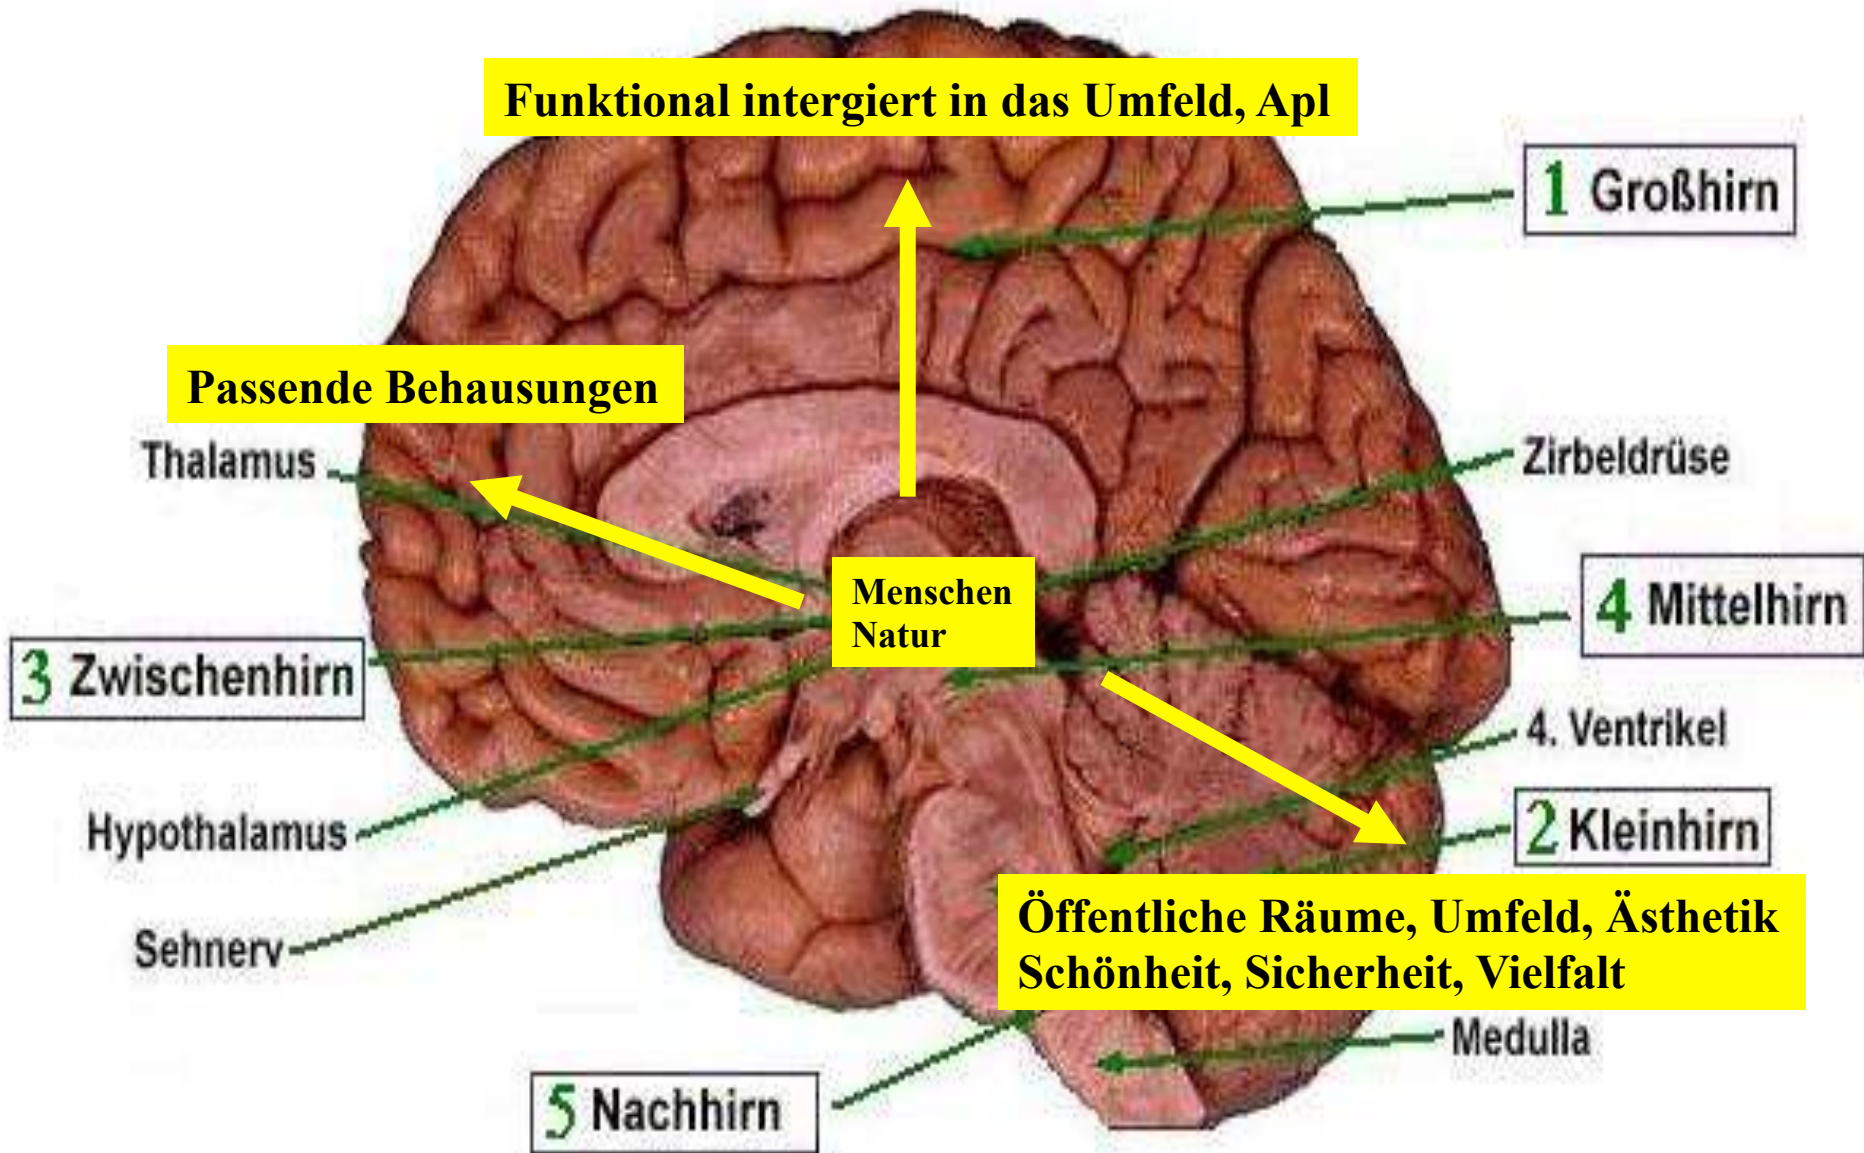 Funktional intergiert in das Umfeld, Apl
1 Großhirn
Passende Behausungen
Thalamus
Zirbeldrüse
Menschen
Natur
4 Mittelhirn
3 Zwischenhirn
4. Ventrikel
Hypothalamus
2 Kleinhirn
Öffentliche Räume, Umfeld, Ästhetik
Schönheit, Sicherheit, Vielfalt
Sehnerv
Medulla
5 Nachhirn